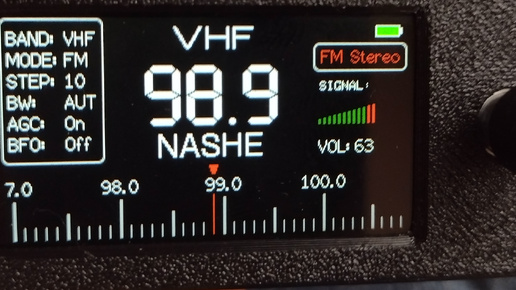 BAND: VHF
MODE: FM
STEP: 10
BW: AUT
AGC: On
BFO: Off
VHF
98.9
NASHE
FM Stereo
SIGNAL:
VOL: 63
7.0 98.0 99.0 100.0